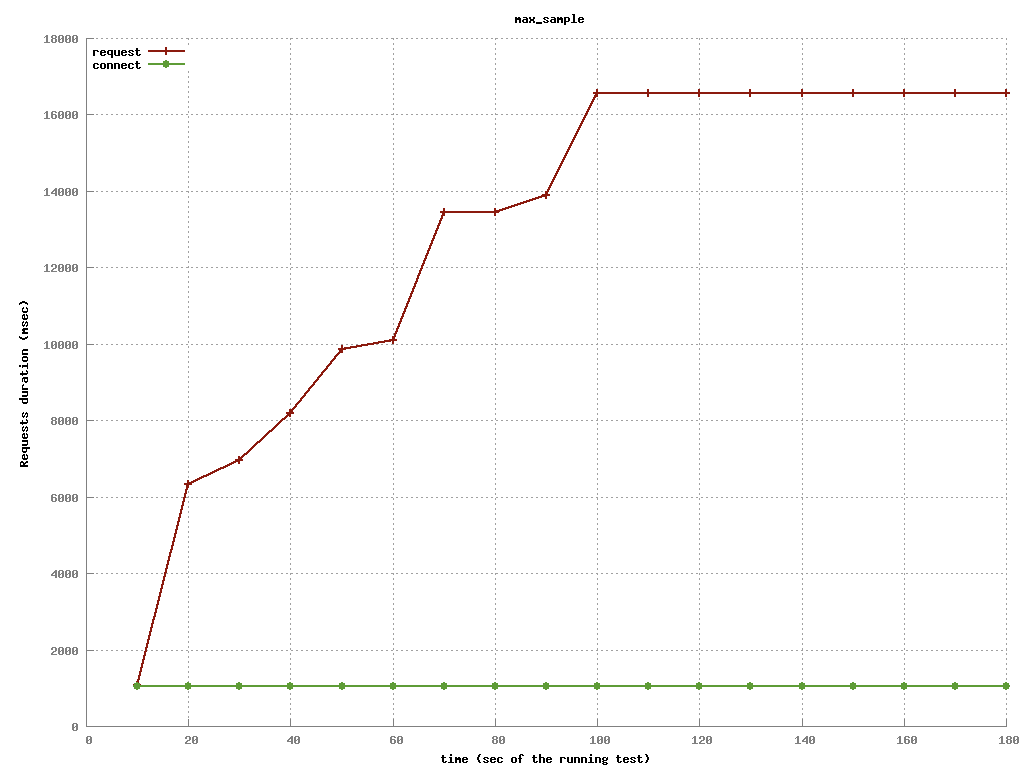 max_sample
18000
16000
14000
12000
10000
8000
6000
4000
2000
0
request
connect
Requests duration (msec)
0 20 40 60 80 100 120 140 160 180
time (sec of the running test)